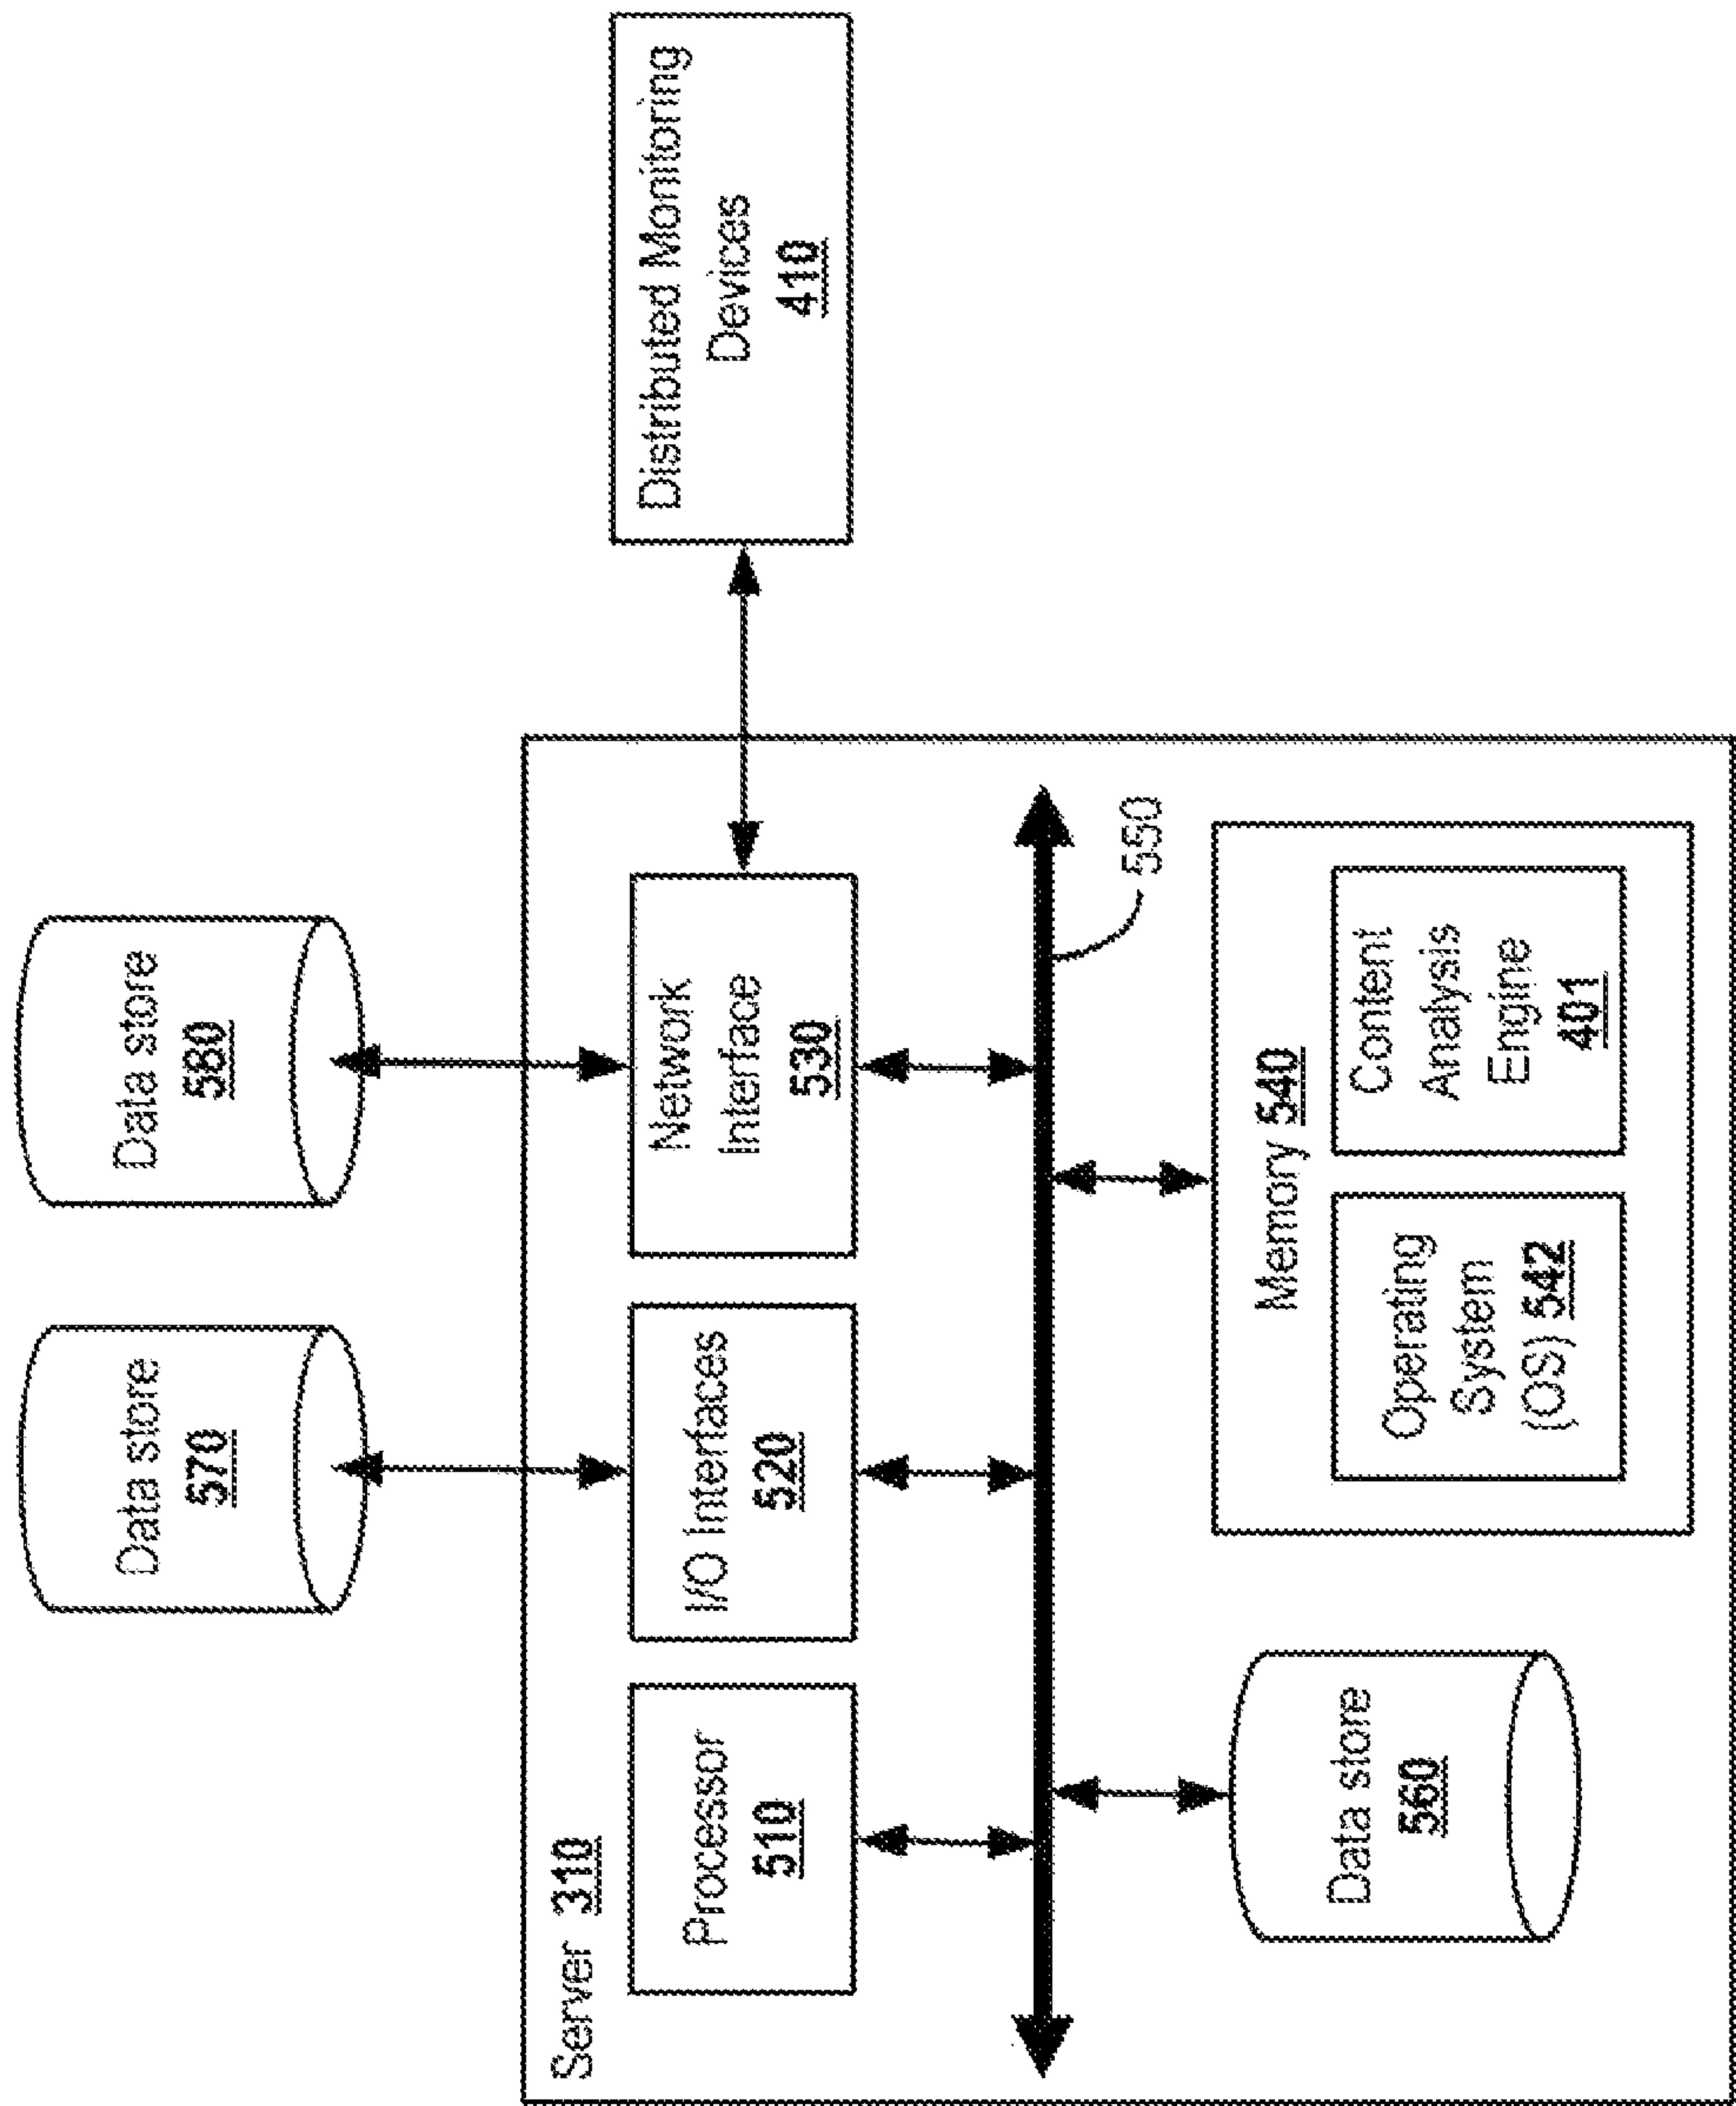 Data store
570
Data store
580
Server 310
Processor
510
I/O Interfaces
520
Network
Interface
530
Distributed Monitoring
Devices
410
550
Data store
560
Memory 540
Operating
System
(OS) 542
Content
Analysis
Engine
401